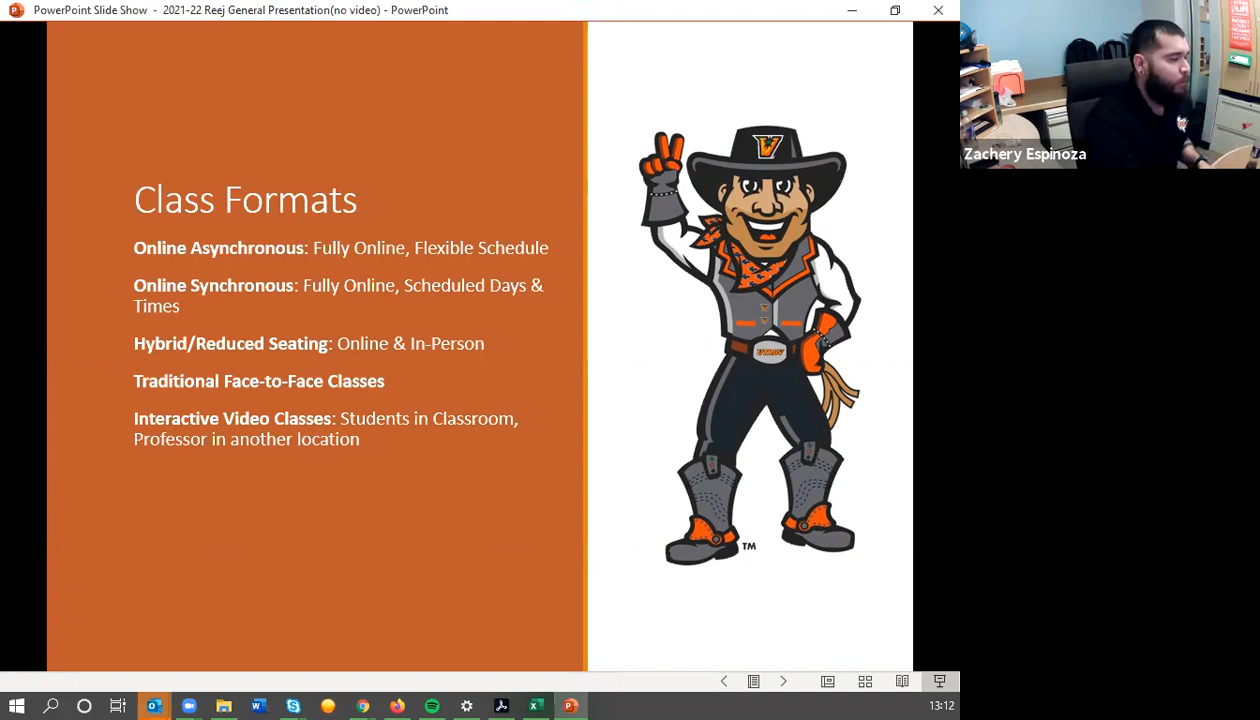 PowerPoint Slide Show - 2021-22 Reej General Presentation(no video) - PowerPoint
Zachery Espinoza
Class Formats
Online Asynchronous: Fully Online, Flexible Schedule
Online Synchronous: Fully Online, Scheduled Days &
Times
Hybrid/Reduced Seating: Online & In-Person
Traditional Face-to-Face Classes
Interactive Video Classes: Students in Classroom,
Professor in another location
V
UTRGV
TM
13:12